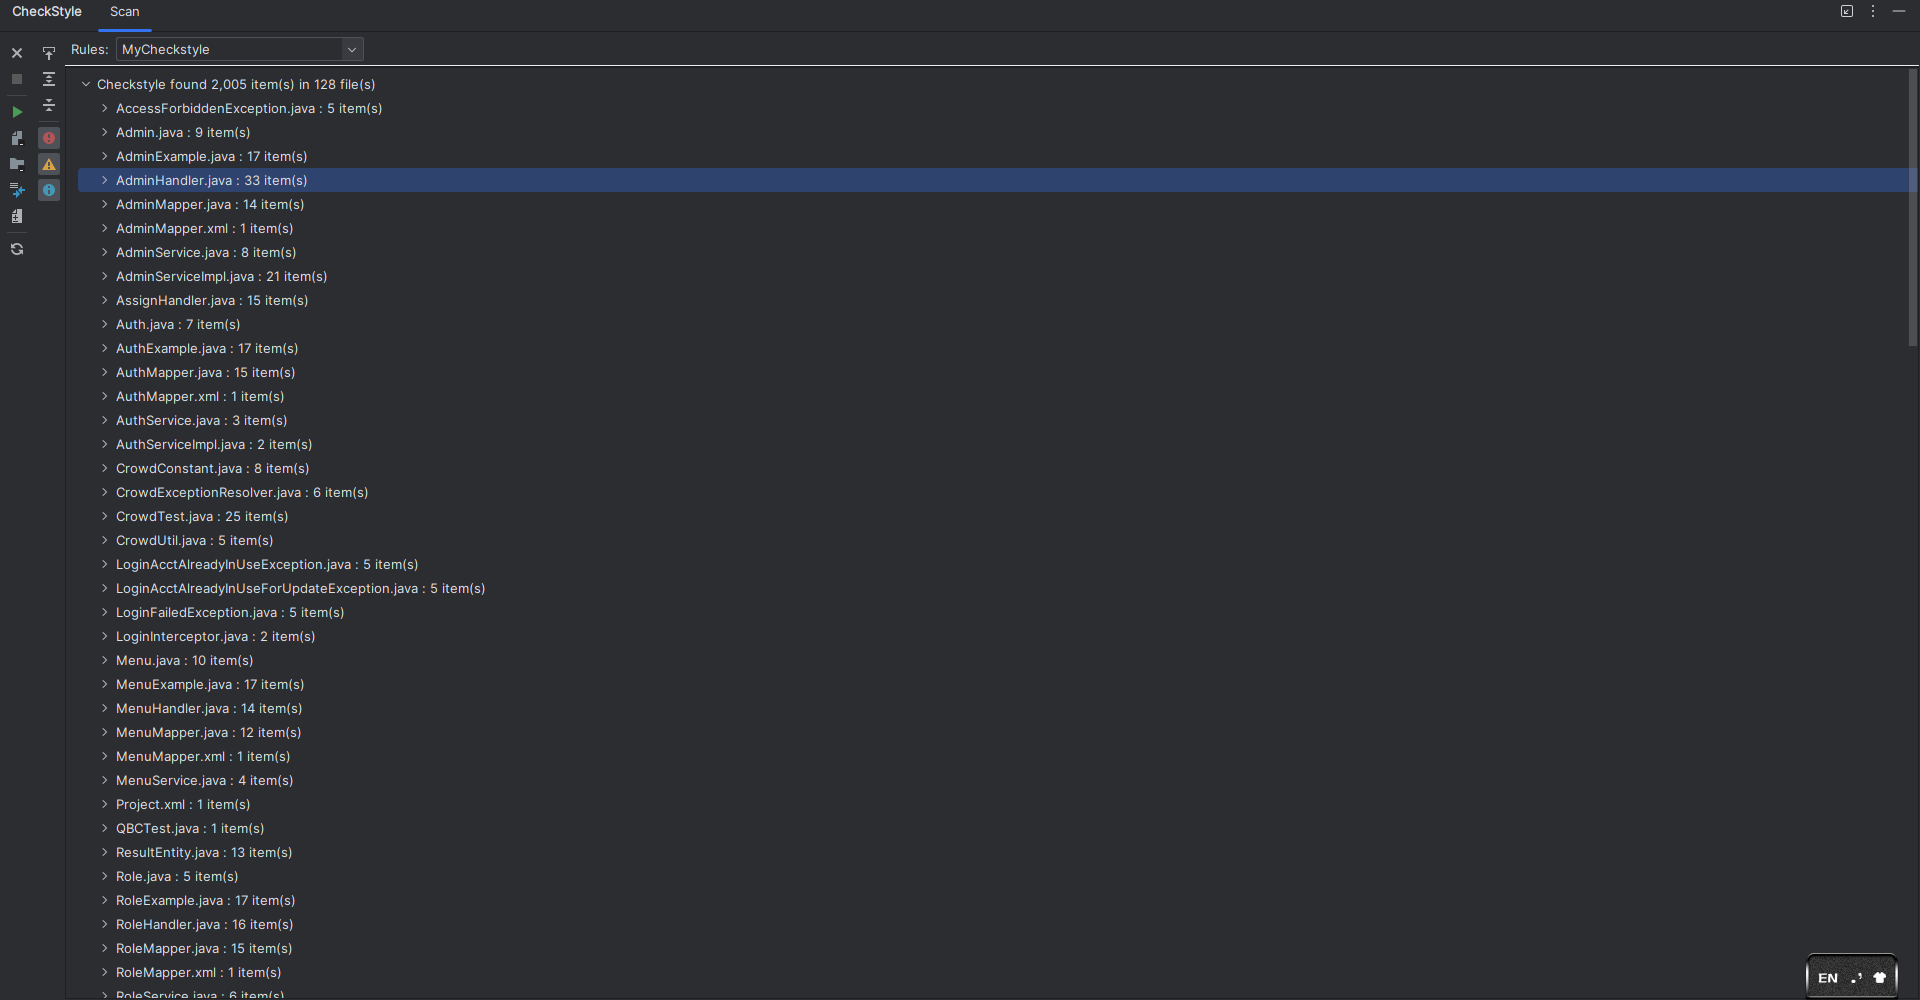 CheckStyle Scan
Rules: MyCheckstyle
Checkstyle found 2,005 item(s) in 128 file(s)
AccessForbiddenException.java : 5 item(s)
Admin.java : 9 item(s)
AdminExample.java : 17 item(s)
AdminHandler.java : 33 item(s)
AdminMapper.java : 14 item(s)
AdminMapper.xml : 1 item(s)
AdminService.java : 8 item(s)
AdminServiceImpl.java : 21 item(s)
AssignHandler.java : 15 item(s)
Auth.java : 7 item(s)
AuthExample.java : 17 item(s)
AuthMapper.java : 15 item(s)
AuthMapper.xml : 1 item(s)
AuthService.java : 3 item(s)
AuthServiceImpl.java : 2 item(s)
CrowdConstant.java : 8 item(s)
CrowdExceptionResolver.java : 6 item(s)
CrowdTest.java : 25 item(s)
CrowdUtil.java : 5 item(s)
LoginAcctAlreadyInUseException.java : 5 item(s)
LoginAcctAlreadyInUseForUpdateException.java : 5 item(s)
LoginFailedException.java : 5 item(s)
LoginInterceptor.java : 2 item(s)
Menu.java : 10 item(s)
MenuExample.java : 17 item(s)
MenuHandler.java : 14 item(s)
MenuMapper.java : 12 item(s)
MenuMapper.xml : 1 item(s)
MenuService.java : 4 item(s)
Project.xml : 1 item(s)
QBCTest.java : 1 item(s)
ResultEntity.java : 13 item(s)
Role.java : 5 item(s)
RoleExample.java : 17 item(s)
RoleHandler.java : 16 item(s)
RoleMapper.java : 15 item(s)
RoleMapper.xml : 1 item(s)
RoleService.java : 6 item(s)
EN